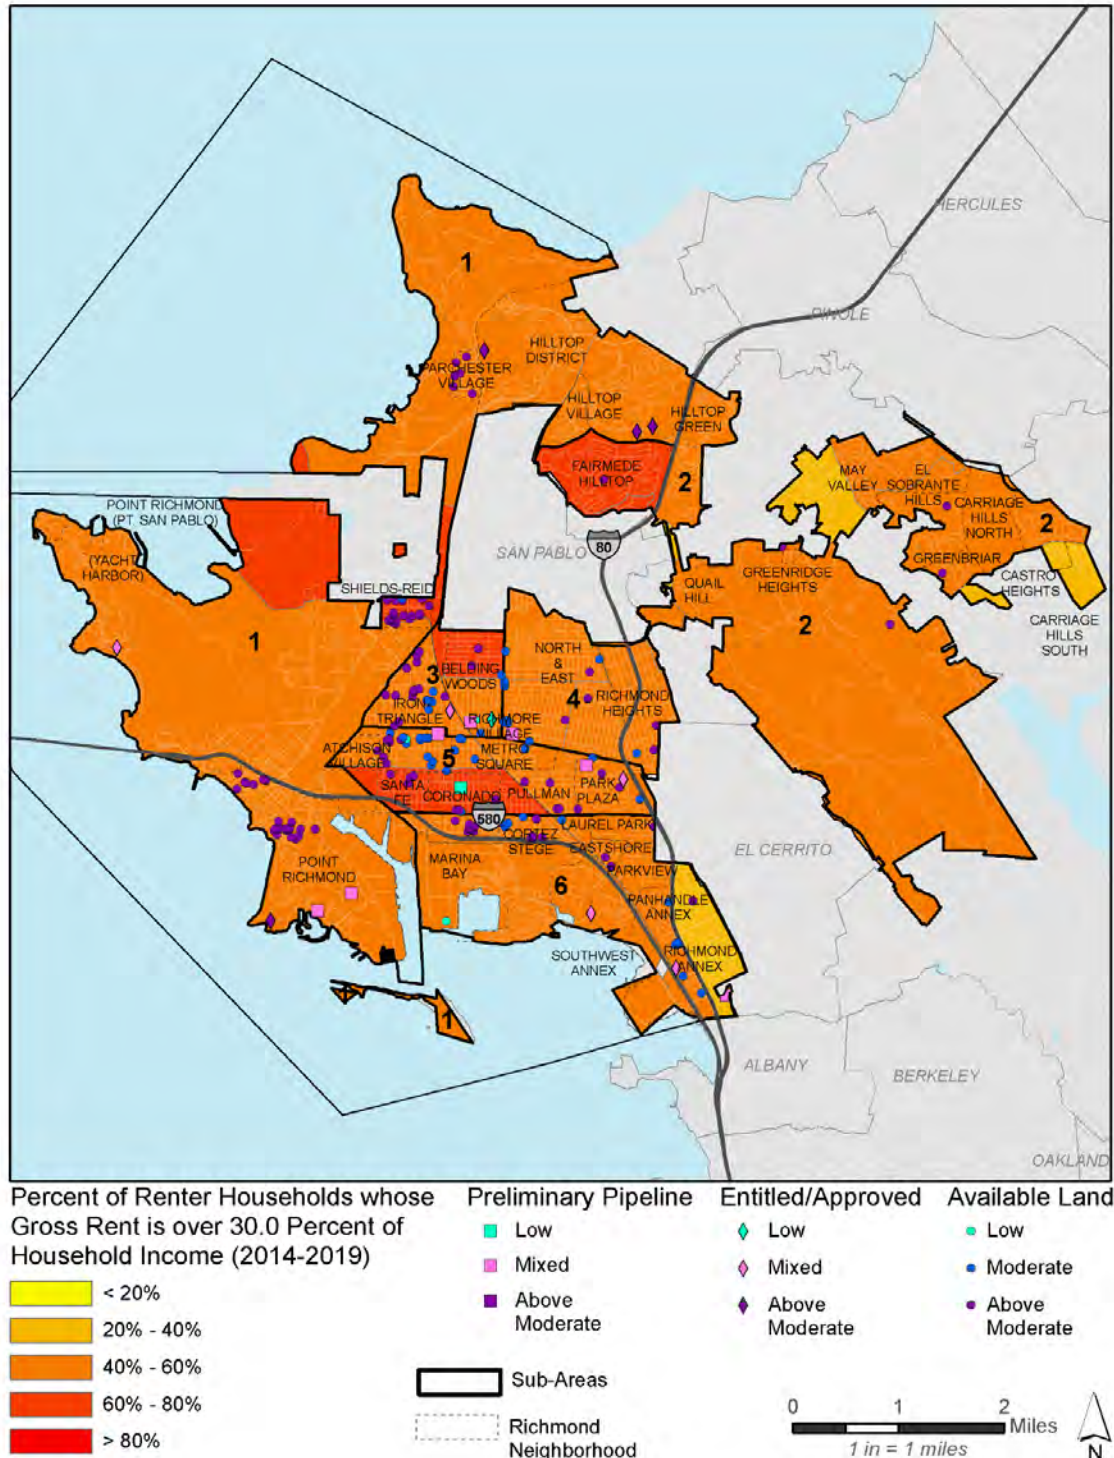 HERCULES
1
PINOLE
HILLTOP
DISTRICT
PARCHESTER
VILLAGE
HILLTOP
VILLAGE
HILLTOP
GREEN
FAIRMEDE
HILLTOP
2
MAY
VALLEY
EL
SOBRANTE
HILLS
CARRIAGE
HILLS
NORTH
2
POINT RICHMOND
(PT SAN PABLO)
(YACHT
HARBOR)
SAN PABLO
80
GREENBRIAR
CASTRO
HEIGHTS
CARRIAGE
HILLS
SOUTH
SHIELDS-REID
QUAIL
HILL
GREENRIDGE
HEIGHTS
2
1
3
BELDING
WOODS
NORTH
&
EAST
4
RICHMOND
HEIGHTS
IRON
TRIANGLE
RICHMORE
VILLAGE
METRO
SQUARE
ATCHISON
VILLAGE
5
SANTA
FE
CORONADO
PULLMAN
PARK
PLAZA
580
CORTEZ
STEGE
LAUREL PARK
EASTSHORE
PARKVIEW
EL CERRITO
MARINA
BAY
POINT
RICHMOND
6
PANHANDLE
ANNEX
SOUTHWEST
ANNEX
RICHMOND
ANNEX
1
ALBANY
BERKELEY
OAKLAND
Percent of Renter Households whose
Gross Rent is over 30.0 Percent of
Household Income (2014-2019)
< 20%
20% - 40%
40% - 60%
60% - 80%
> 80%
Preliminary Pipeline
Low
Mixed
Above
Moderate
Entitled/Approved
Low
Mixed
Above
Moderate
Available Land
Low
Moderate
Above
Moderate
Sub-Areas
Richmond
Neighborhood
0 1 2
Miles
1 in = 1 miles
N